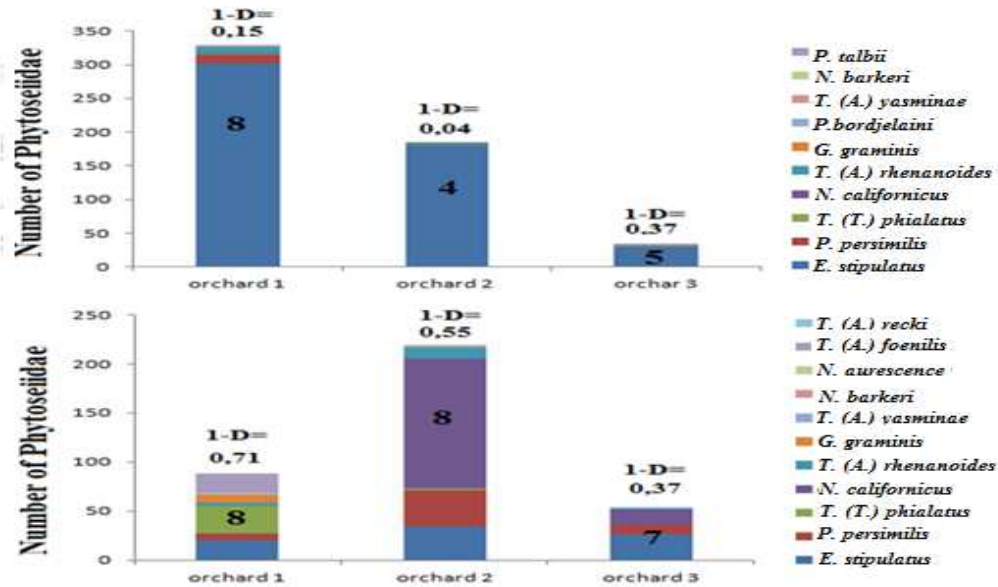 Number of Phytoseiidae
350
300
250
200
150
100
50
0
1-D=
0,15
8
1-D=
0,04
4
1-D=
0,37
5
orchard 1
orchard 2
orchar 3
P. talbii
N. barkeri
T. (A.) yasminae
P.bordjelaini
G. graminis
T. (A.) rhenanoides
N. californicus
T. (T.) phialatus
P. persimilis
E. stipulatus
Number of Phytoseiidae
250
200
150
100
50
0
1-D=
0,71
8
1-D=
0,55
8
1-D=
0,37
7
orchard 1
orchard 2
orchard 3
T. (A.) recki
T. (A.) foenilis
N. aurescence
N. barkeri
T. (A.) yasminae
G. graminis
T. (A.) rhenanoides
N. californicus
T. (T.) phialatus
P. persimilis
E. stipulatus